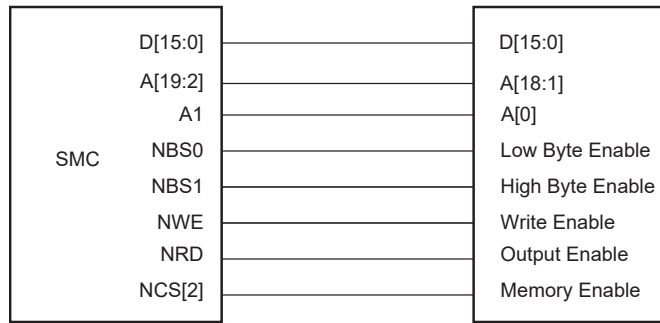 D[15:0] D[15:0]
A[19:2] A[18:1]
A1 A[0]
NBS0 Low Byte Enable
SMC
NBS1 High Byte Enable
NWE Write Enable
NRD Output Enable
NCS[2] Memory Enable